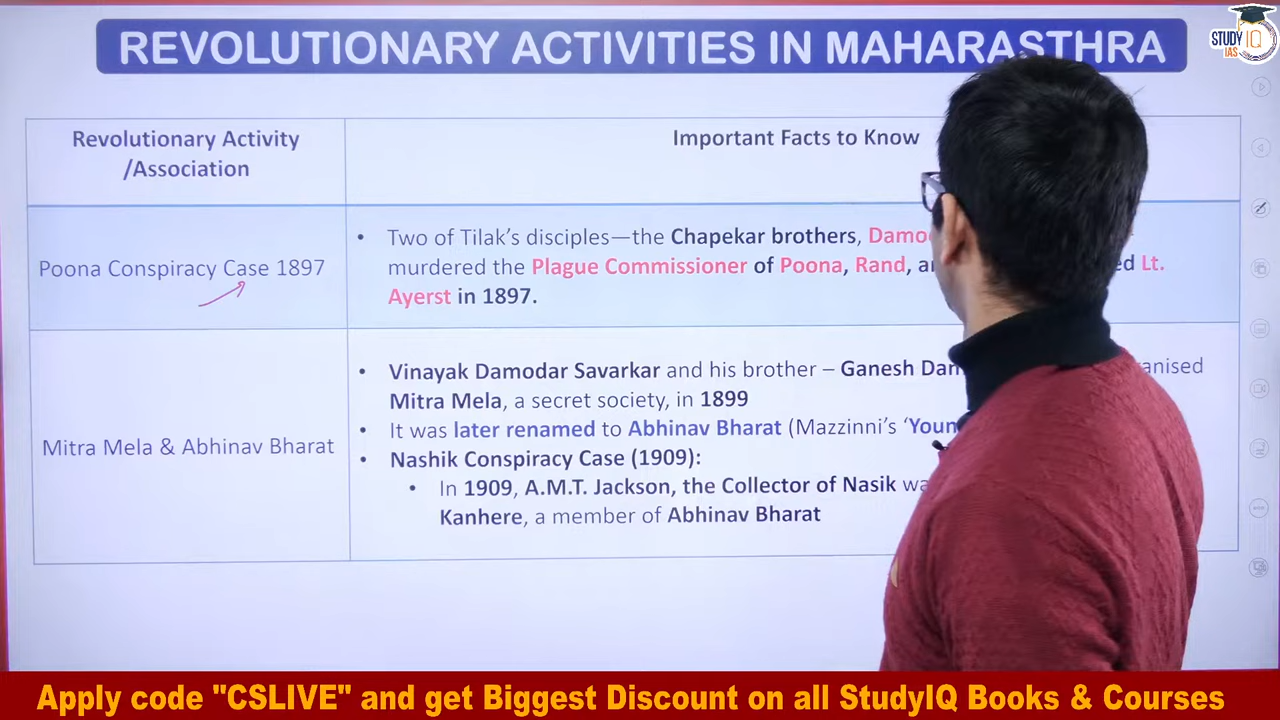 REVOLUTIONARY ACTIVITIES IN MAHARASTHRA
STUDY IQ
IAS
Revolutionary Activity
/Association
Important Facts to Know
Poona Conspiracy Case 1897
• Two of Tilak’s disciples—the Chapekar brothers,
murdered the Plague Commissioner of Poona, Rand, Lt.
Ayerst in 1897.
Mitra Mela & Abhinav Bharat
• Vinayak Damodar Savarkar and his brother – Ganesh
Mitra Mela, a secret society, in 1899
• It was later renamed to Abhinav Bharat (Mazzinni’s ‘
• Nashik Conspiracy Case (1909):
• In 1909, A.M.T. Jackson, the Collector of Nasik
Kanhere, a member of Abhinav Bharat
Apply code "CSLIVE" and get Biggest Discount on all StudyIQ Books & Courses